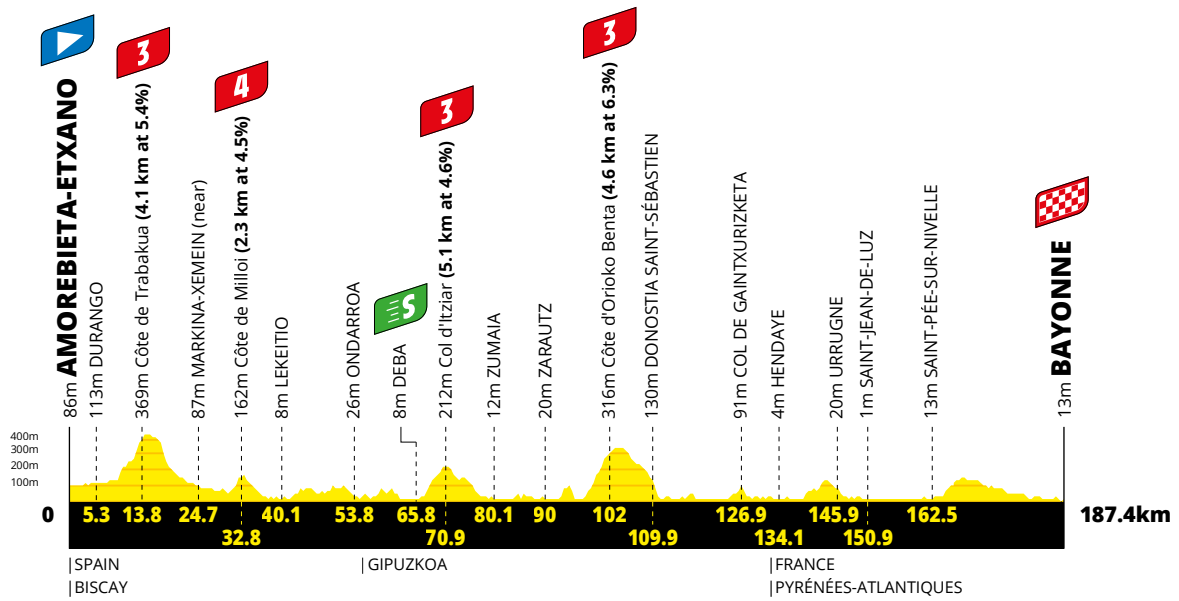 3
4
3
3
S
86m AMOREBIETA-ETXANO
113m DURANGO
369m Côte de Trabakua (4.1 km at 5.4%)
87m MARKINA-XEMEIN (near)
162m Côte de Milloi (2.3 km at 4.5%)
8m LEKEITIO
26m ONDARROA
8m DEBA
212m Col d'Itziar (5.1 km at 4.6%)
12m ZUMAIA
20m ZARAUTZ
316m Côte d'Orioko Benta (4.6 km at 6.3%)
130m DONOSTIA SAINT-SÉBASTIEN
91m COL DE GAINTXURIZKETA
4m HENDAYE
20m URRUGNE
1m SAINT-JEAN-DE-LUZ
13m SAINT-PÉE-SUR-NIVELLE
13m BAYONNE
400m
300m
200m
100m
0 5.3 13.8 24.7 40.1 53.8 65.8 80.1 90 102 126.9 145.9 162.5 187.4km
32.8 70.9 109.9 134.1 150.9
|SPAIN |GIPUZKOA |FRANCE
|BISCAY |PYRÉNÉES-ATLANTIQUES